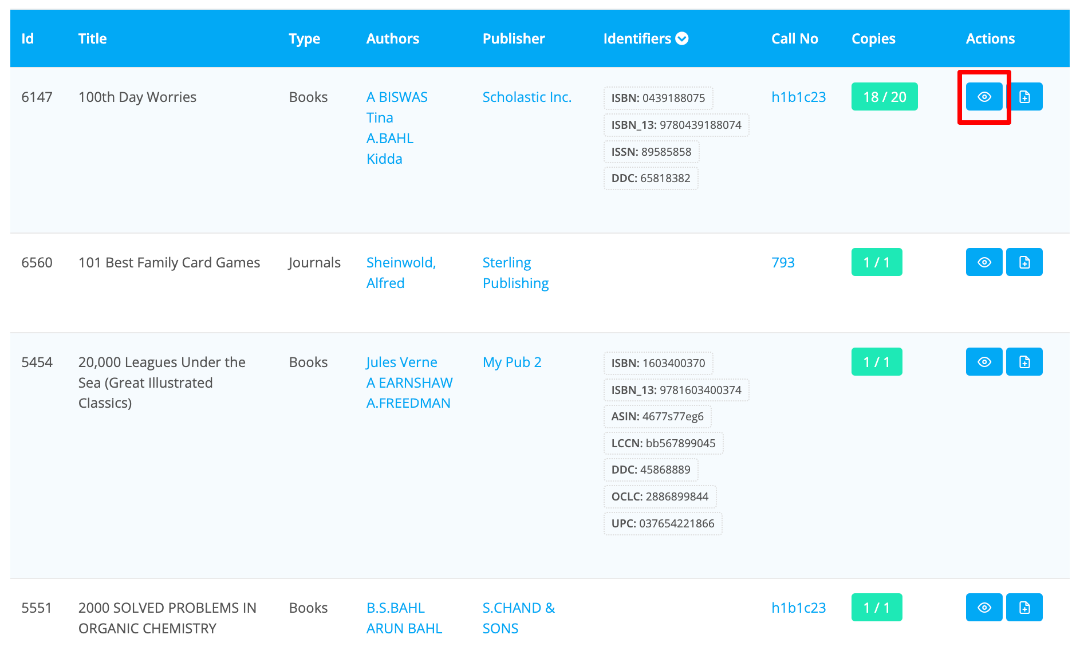 Id Title Type Authors Publisher Identifiers Call No Copies Actions
6147 100th Day Worries Books A BISWAS Scholastic Inc. ISBN: 0439188075 h1b1c23 18 / 20
Tina
ISBN_13: 9780439188074
A.BAHL
ISSN: 89585858
Kidda
DDC: 65818382
6560 101 Best Family Card Games Journals Sheinwold, Sterling 793 1 / 1
Alfred Publishing
5454 20,000 Leagues Under the Books Jules Verne My Pub 2 ISBN: 1603400370 1 / 1
Sea (Great Illustrated A EARNSHAW ISBN_13: 9781603400374
Classics) A.FREEDMAN
ASIN: 4677s77eg6
LCCN: bb567899045
DDC: 45868889
OCLC: 2886899844
UPC: 037654221866
5551 2000 SOLVED PROBLEMS IN Books B.S.BAHL S.CHAND & h1b1c23 1 / 1
ORGANIC CHEMISTRY ARUN BAHL SONS